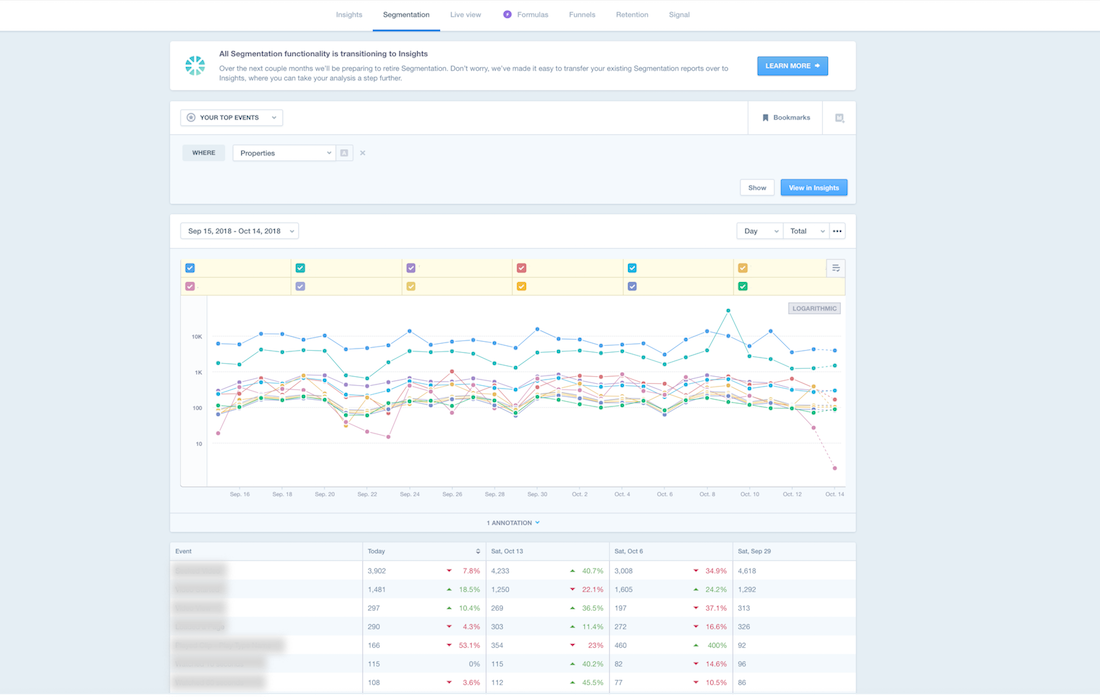 Insights Segmentation Live view Formulas Funnels Retention Signal
All Segmentation functionality is transitioning to Insights
Over the next couple months we'll be preparing to retire Segmentation. Don't worry, we've made it easy to transfer your existing Segmentation reports over to
Insights, where you can take your analysis a step further.
LEARN MORE
YOUR TOP EVENTS
Bookmarks
WHERE Properties
Show View in Insights
Sep 15, 2018 - Oct 14, 2018 Day Total
LOGARITHMIC
10K
1K
100
10
Sep. 16 Sep. 18 Sep. 20 Sep. 22 Sep. 24 Sep. 26 Sep. 28 Sep. 30 Oct. 2 Oct. 4 Oct. 6 Oct. 8 Oct. 10 Oct. 12 Oct. 14
1 ANNOTATION
Event Today Sat, Oct 13 Sat, Oct 6 Sat, Sep 29
3,902 7.8% 4,233 40.7% 3,008 34.9% 4,618
1,481 18.5% 1,250 22.1% 1,605 24.2% 1,292
297 10.4% 269 36.5% 197 37.1% 313
290 4.3% 303 11.4% 272 16.6% 326
166 53.1% 354 23% 460 400% 92
115 0% 115 40.2% 82 14.6% 96
108 3.6% 112 45.5% 77 10.5% 86